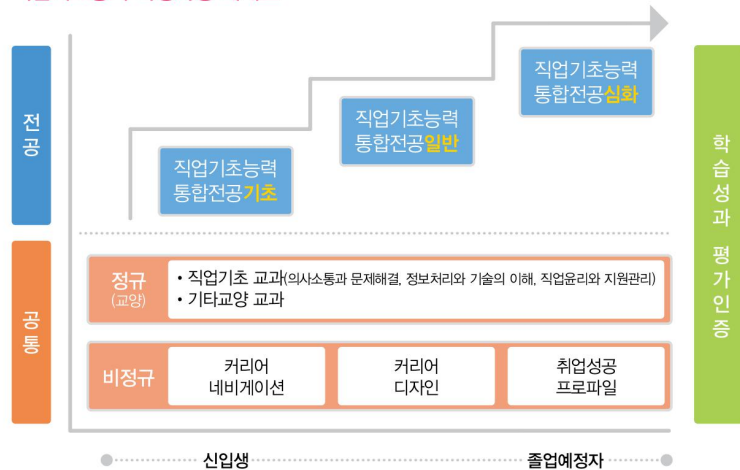 전공
직업기초능력
통합전공기초
직업기초능력
통합전공일반
직업기초능력
통합전공심화
공통
정규
(교양)
• 직업기초 교과(의사소통과 문제해결, 정보처리와 기술의 이해, 직업윤리와 지원관리)
• 기타교양 교과
비정규
커리어
네비게이션
커리어
디자인
취업성공
프로파일
학습성과 평가인증
신입생
졸업예정자